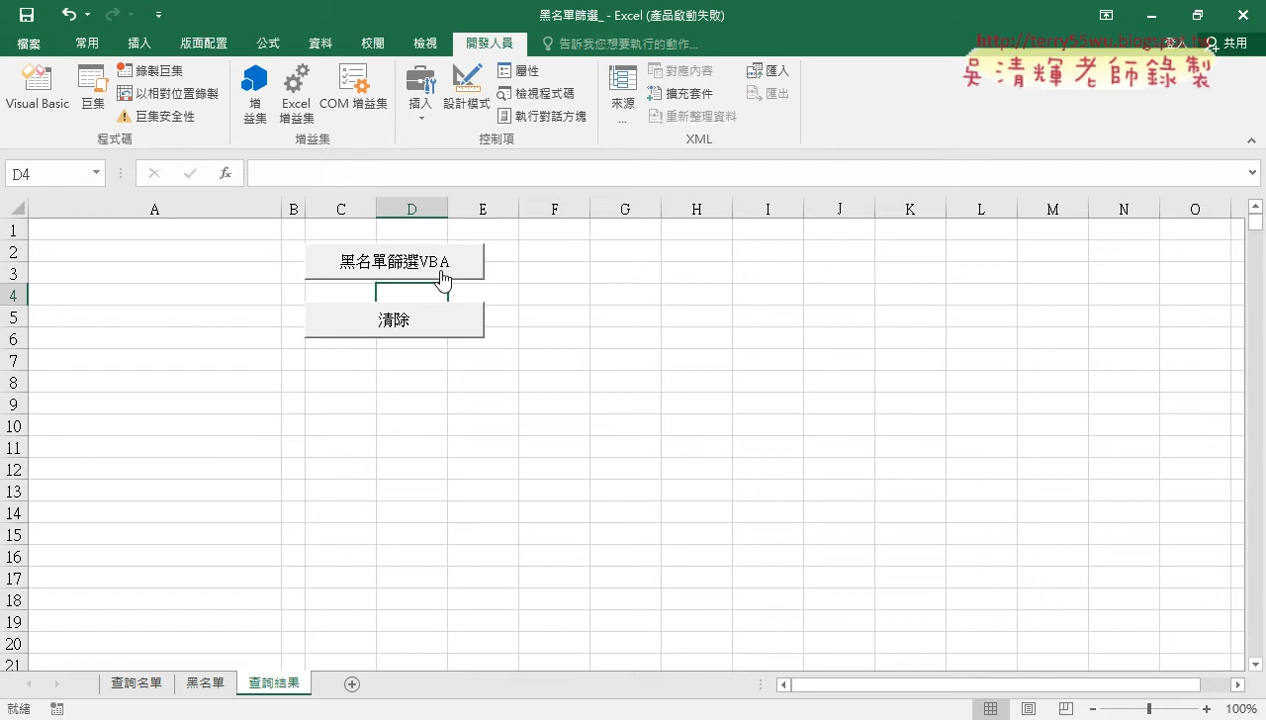 黑名單篩選_ - Excel (產品啟動失敗)
檔案 常用 插入 版面配置 公式 資料 校閱 檢視 開發人員 告訴我您想要執行的動作... 登入 共用
http://terry55wu.blogspot.tw
吳清輝老師錄製
Visual Basic 巨集 錄製巨集 以相對位置錄製 巨集安全性
程式碼
增益集 Excel 增益集 COM 增益集
增益集
插入 設計模式 屬性 檢視程式碼 執行對話方塊
控制項
來源... 對應內容 擴充套件 重新整理資料 匯入 匯出
XML
D4 fx
A B C D E F G H I J K L M N O
1
2
3
4
5
6
7
8
9
10
11
12
13
14
15
16
17
18
19
20
21
黑名單篩選VBA
清除
查詢名單 黑名單 查詢結果
就緒 100%